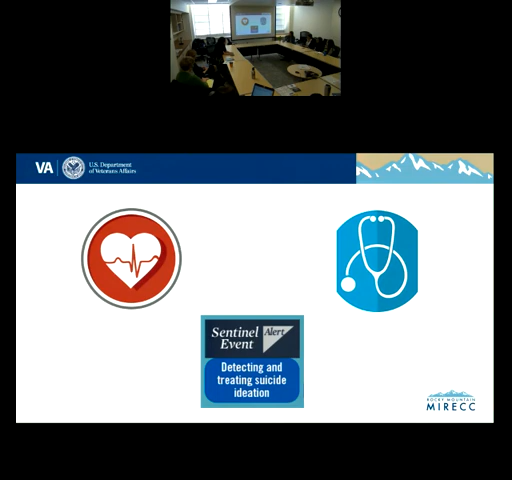 VA
U.S. Department
of Veterans Affairs
Sentinel Alert
Event
Detecting and
treating suicide
ideation
ROCKY MOUNTAIN
MIRECC